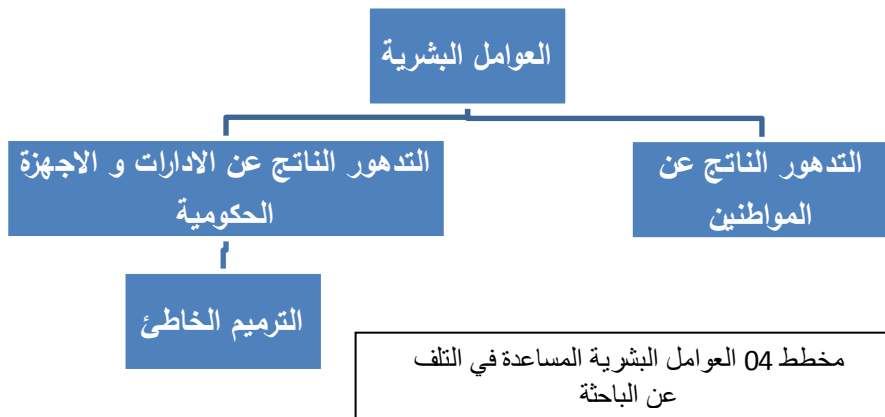 العوامل البشرية
التدهور الناتج عن
المواطنين
التدهور الناتج عن الادارات و الاجهزة
الحكومية
الترميم الخاطئ
مخطط 04 العوامل البشرية المساعدة في التلف
عن الباحثة